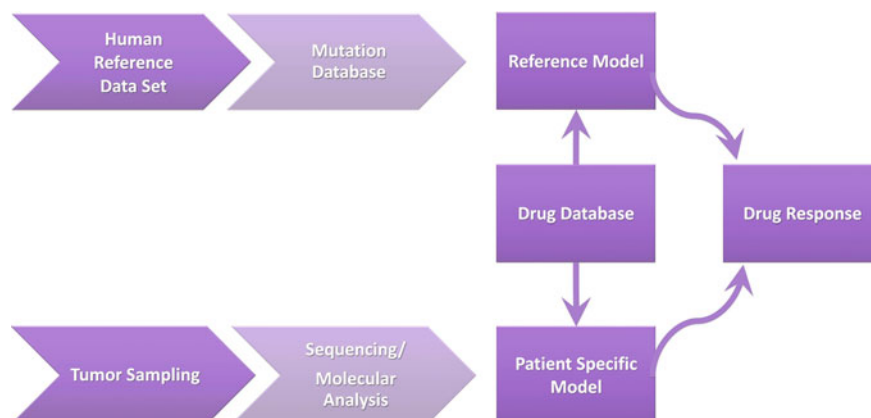 Human
Reference
Data Set
Mutation
Database
Reference Model
Drug Database
Drug Response
Tumor Sampling
Sequencing/
Molecular
Analysis
Patient Specific
Model